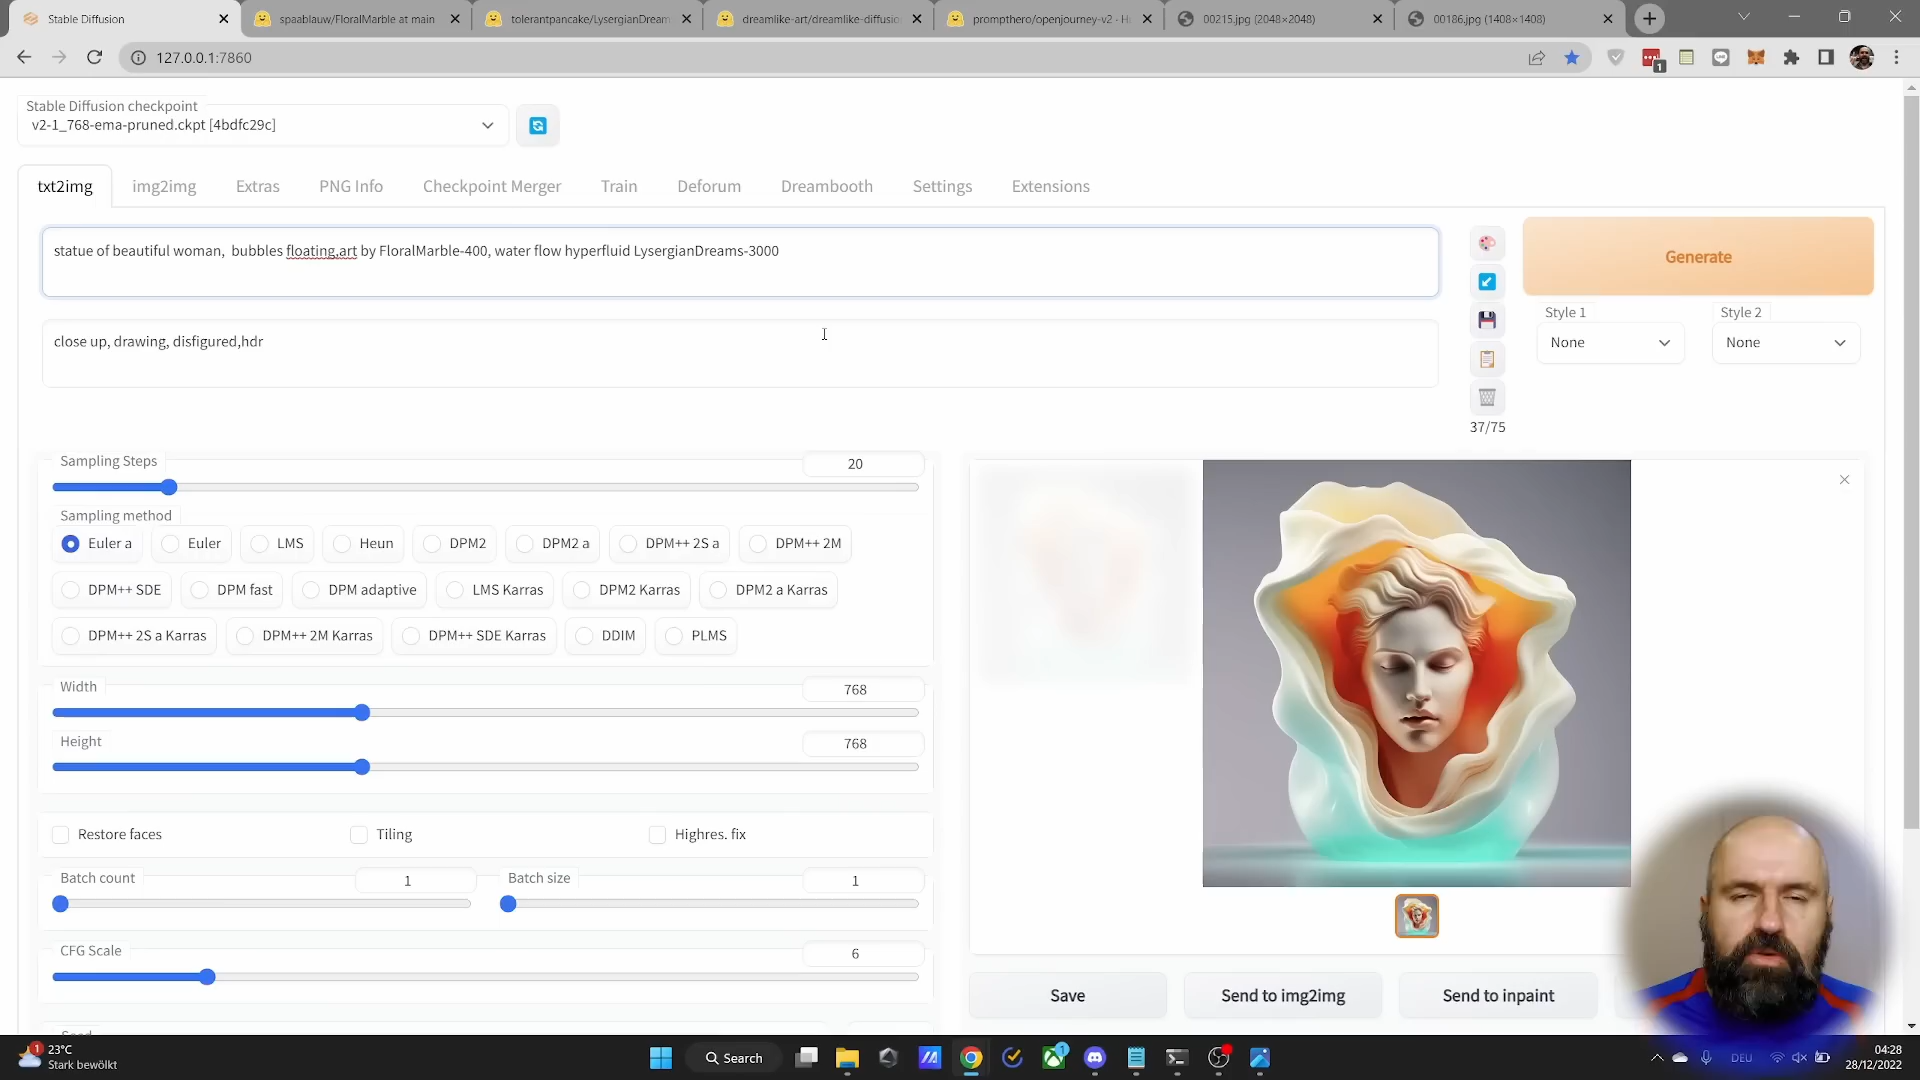 Stable Diffusion
spaablauw/FloralMarble at main
tolerantpancake/LysergianDream
dreamlike-art/dreamlike-diffusio
prompthero/openjourney-v2 · H
00215.jpg (2048×2048)
00186.jpg (1408×1408)
127.0.0.1:7860
1
Stable Diffusion checkpoint
v2-1_768-ema-pruned.ckpt [4bdfc29c]
txt2img
img2img
Extras
PNG Info
Checkpoint Merger
Train
Deforum
Dreambooth
Settings
Extensions
statue of beautiful woman,  bubbles floating,art by FloralMarble-400, water flow hyperfluid LysergianDreams-3000
Generate
Style 1
Style 2
close up, drawing, disfigured,hdr
None
None
37/75
Sampling Steps
20
Sampling method
Euler a
Euler
LMS
Heun
DPM2
DPM2 a
DPM++ 2S a
DPM++ 2M
DPM++ SDE
DPM fast
DPM adaptive
LMS Karras
DPM2 Karras
DPM2 a Karras
DPM++ 2S a Karras
DPM++ 2M Karras
DPM++ SDE Karras
DDIM
PLMS
Width
768
Height
768
Restore faces
Tiling
Highres. fix
Batch count
1
Batch size
1
CFG Scale
6
Save
Send to img2img
Send to inpaint
1
23°C
Stark bewölkt
Search
1
DEU
04:28
28/12/2022